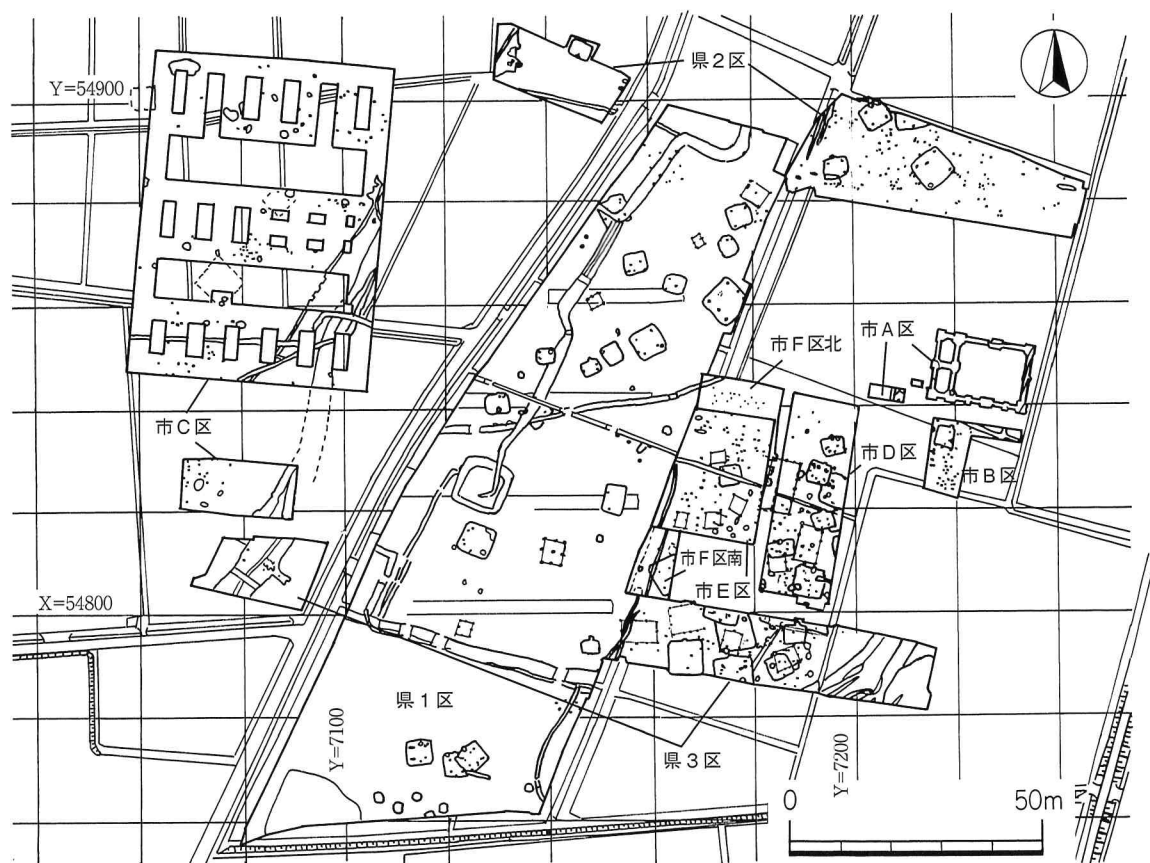 県2区
Y=54900
市F区北
市A区
市C区
市D区
市B区
市F区南
市E区
X=54800
県1区
Y=7100
県3区
Y=7200
0
50m